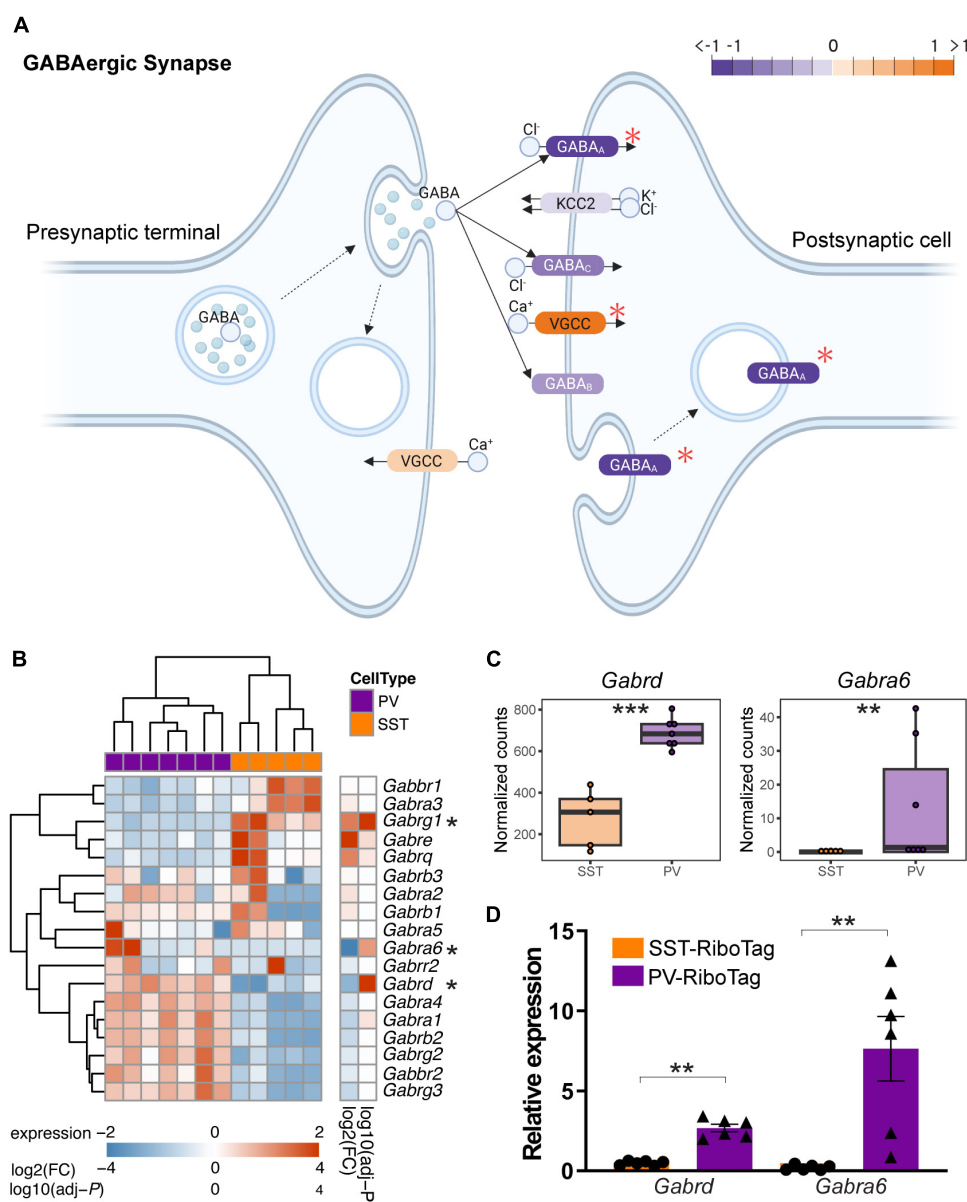 A
GABAergic Synapse
<-1 -1 0 1 >1
Cl-
GABAA
*
GABA
KCC2
K+
Cl-
Presynaptic terminal
Postsynaptic cell
GABAC
Cl-
Ca+
VGCC
*
GABA
GABAA
*
GABAB
Ca+
VGCC
GABAA
*
B
CellType
PV
SST
Gabbr1
Gabra3
Gabrg1 *
Gabre
Gabrq
Gabrb3
Gabra2
Gabrb1
Gabra5
Gabra6 *
Gabrr2
Gabrd *
Gabra4
Gabra1
Gabrb2
Gabrg2
Gabbr2
Gabrg3
log2(FC)
log10(adj-P)
expression −2 0 2
log2(FC) −4 0 4
log10(adj−P) 0 4
C
Gabrd
***
Normalized counts
800
600
400
200
SST PV
Gabra6
**
Normalized counts
40
30
20
10
0
SST PV
D
SST-RiboTag
PV-RiboTag
**
**
Relative expression
15
10
5
0
Gabrd Gabra6